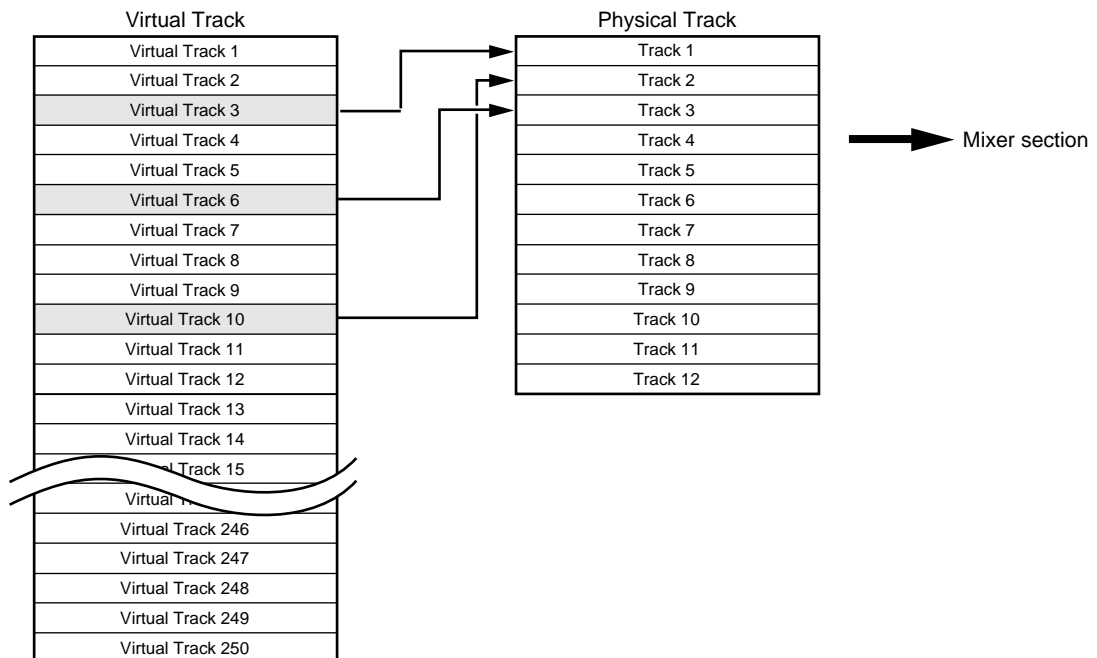 Virtual Track
Virtual Track 1
Virtual Track 2
Virtual Track 3
Virtual Track 4
Virtual Track 5
Virtual Track 6
Virtual Track 7
Virtual Track 8
Virtual Track 9
Virtual Track 10
Virtual Track 11
Virtual Track 12
Virtual Track 13
Virtual Track 14
Track 15
Virtual
Virtual Track 246
Virtual Track 247
Virtual Track 248
Virtual Track 249
Virtual Track 250
Physical Track
Track 1
Track 2
Track 3
Track 4
Track 5
Track 6
Track 7
Track 8
Track 9
Track 10
Track 11
Track 12
Mixer section